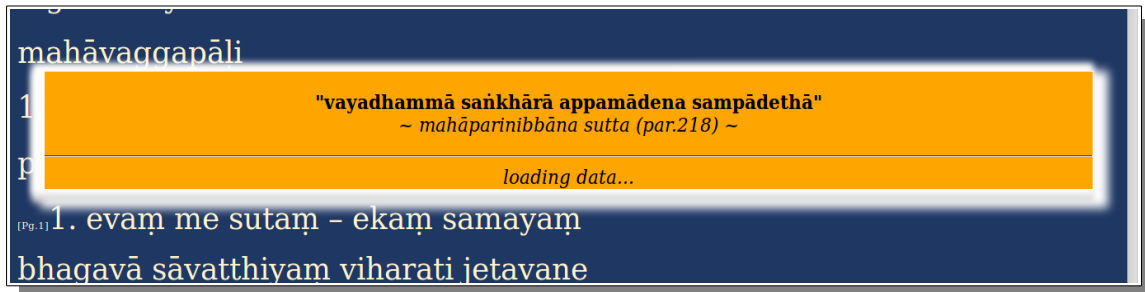 mahāvaggapāḷi
"vayadhammā saṅkhārā appamādena sampādethā"
~ mahāparinibbāna sutta (par.218) ~
loading data...
[Pg.1] 1. evaṃ me sutaṃ – ekaṃ samayaṃ
bhagavā sāvatthiyaṃ viharati jetavane